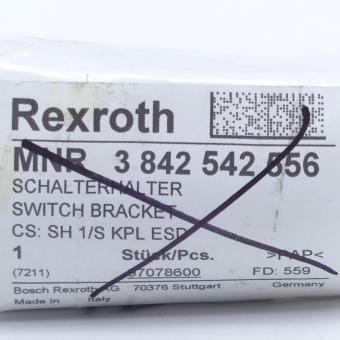 Rexroth
MNR 3 842 542 556
SCHALTERHALTER
SWITCH BRACKET
CS: SH 1/S KPL ESD
1 Stück/Pcs. >PAP<
(7211) 97078600 FD: 559
Bosch Rexroth AG 70376 Stuttgart Germany
Made in Italy